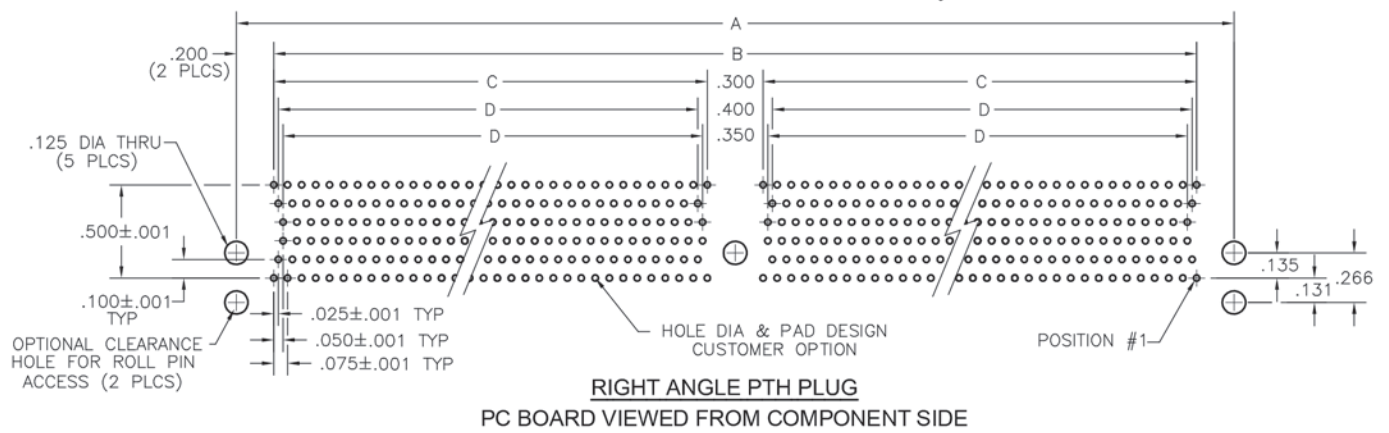 A
.200
(2 PLCS)
B
C
.300
C
D
.400
D
D
.350
D
.125 DIA THRU
(5 PLCS)
.500±.001
.100±.001
TYP
.025±.001 TYP
.050±.001 TYP
.075±.001 TYP
OPTIONAL CLEARANCE
HOLE FOR ROLL PIN
ACCESS (2 PLCS)
HOLE DIA & PAD DESIGN
CUSTOMER OPTION
POSITION #1
.135
.131
.266
RIGHT ANGLE PTH PLUG
PC BOARD VIEWED FROM COMPONENT SIDE